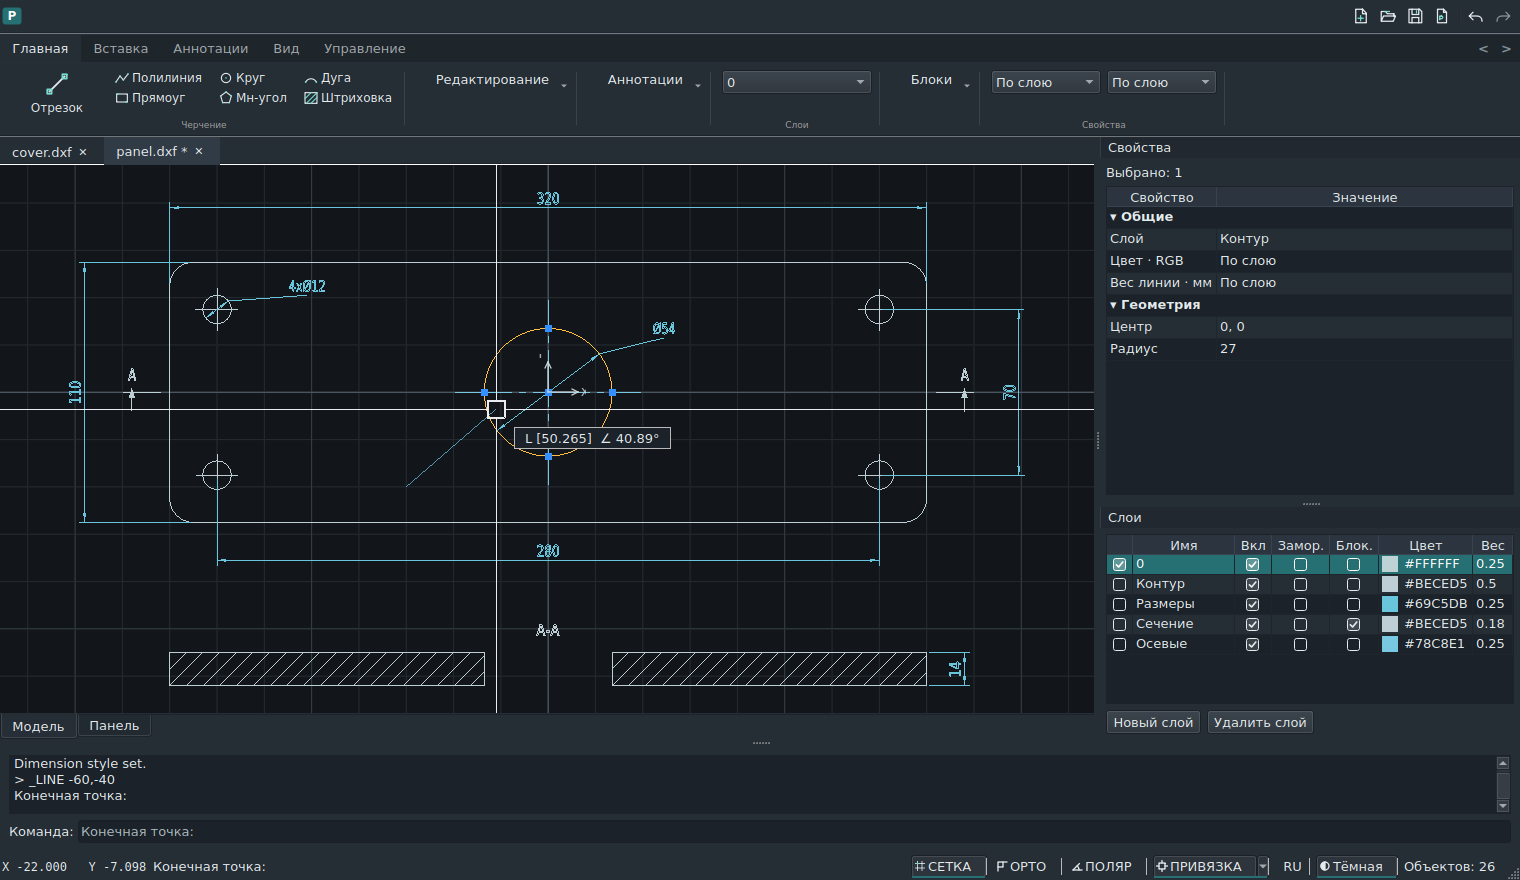 P
Главная Вставка Аннотации Вид Управление < >
Отрезок
Полилиния Круг Дуга
Прямоуг Мн-угол Штриховка
Черчение
Редактирование
Аннотации
0
Слои
Блоки
По слою По слою
Свойства
cover.dxf × panel.dxf * ×
320
4xØ12
Ø54
110
A
A
70
L [50.265] ∠ 40.89°
280
A-A
14
Модель Панель
Свойства
Выбрано: 1
Свойство Значение
▾ Общие
Слой Контур
Цвет · RGB По слою
Вес линии · мм По слою
▾ Геометрия
Центр 0, 0
Радиус 27
Слои
Имя Вкл Замор. Блок. Цвет Вес
0 #FFFFFF 0.25
Контур #BECED5 0.5
Размеры #69C5DB 0.25
Сечение #BECED5 0.18
Осевые #78C8E1 0.25
Новый слой Удалить слой
Dimension style set.
> _LINE -60,-40
Конечная точка:
Команда: Конечная точка:
X -22.000 Y -7.098 Конечная точка: СЕТКА ОРТО ПОЛЯР ПРИВЯЗКА RU Тёмная Объектов: 26